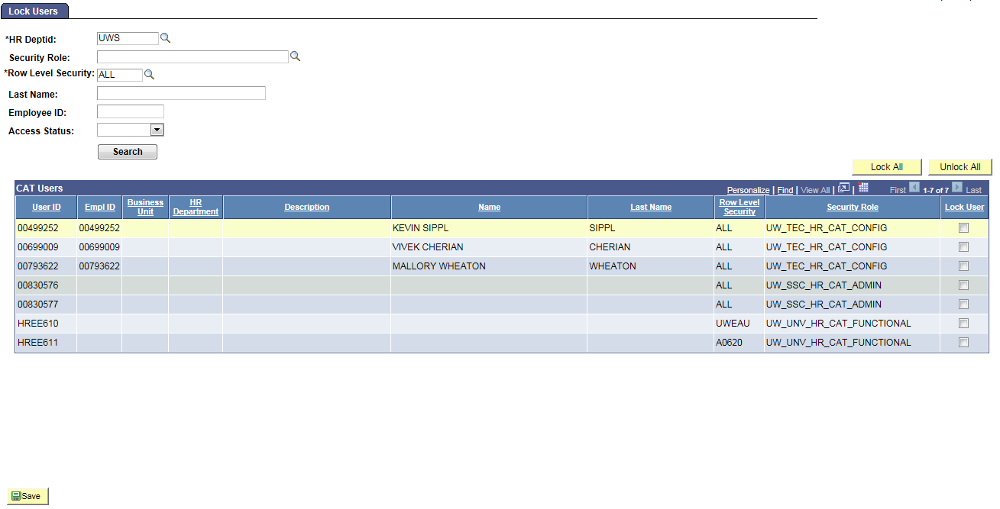 Lock Users
*HR Deptid: UWS
Security Role:
*Row Level Security: ALL
Last Name:
Employee ID:
Access Status:
Search
Lock All Unlock All
CAT Users Personalize | Find | View All | | First 1-7 of 7 Last
User ID Empl ID Business Unit HR Department Description Name Last Name Row Level Security Security Role Lock User
00499252 00499252 KEVIN SIPPL SIPPL ALL UW_TEC_HR_CAT_CONFIG
00699009 00699009 VIVEK CHERIAN CHERIAN ALL UW_TEC_HR_CAT_CONFIG
00793622 00793622 MALLORY WHEATON WHEATON ALL UW_TEC_HR_CAT_CONFIG
00830576 ALL UW_SSC_HR_CAT_ADMIN
00830577 ALL UW_SSC_HR_CAT_ADMIN
HREE610 UWEAU UW_UNV_HR_CAT_FUNCTIONAL
HREE611 A0620 UW_UNV_HR_CAT_FUNCTIONAL
Save